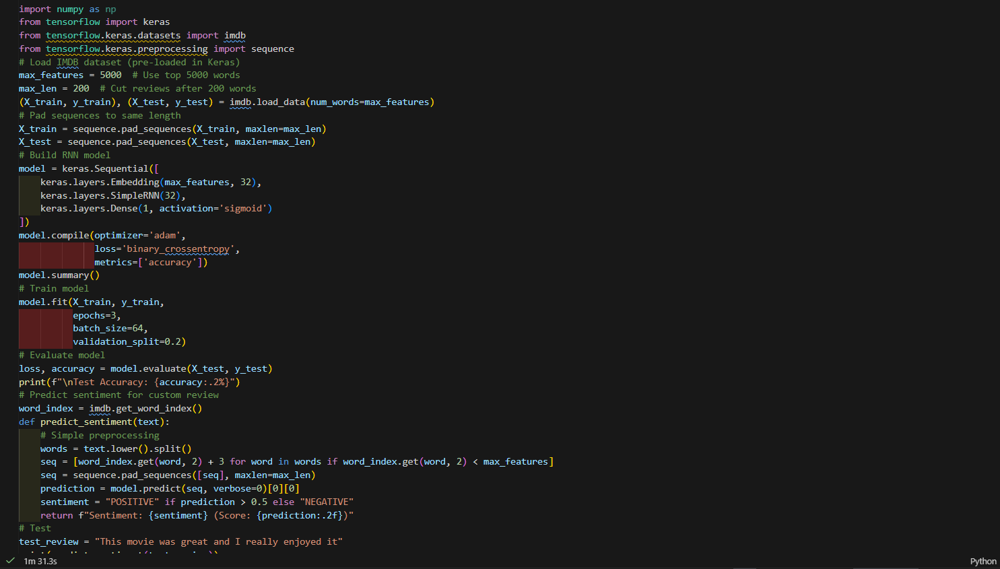 import numpy as np
from tensorflow import keras
from tensorflow.keras.datasets import imdb
from tensorflow.keras.preprocessing import sequence
# Load IMDB dataset (pre-loaded in Keras)
max_features = 5000  # Use top 5000 words
max_len = 200  # Cut reviews after 200 words
(X_train, y_train), (X_test, y_test) = imdb.load_data(num_words=max_features)
# Pad sequences to same length
X_train = sequence.pad_sequences(X_train, maxlen=max_len)
X_test = sequence.pad_sequences(X_test, maxlen=max_len)
# Build RNN model
model = keras.Sequential([
    keras.layers.Embedding(max_features, 32),
    keras.layers.SimpleRNN(32),
    keras.layers.Dense(1, activation='sigmoid')
])
model.compile(optimizer='adam',
              loss='binary_crossentropy',
              metrics=['accuracy'])
model.summary()
# Train model
model.fit(X_train, y_train,
          epochs=3,
          batch_size=64,
          validation_split=0.2)
# Evaluate model
loss, accuracy = model.evaluate(X_test, y_test)
print(f"\nTest Accuracy: {accuracy:.2%}")
# Predict sentiment for custom review
word_index = imdb.get_word_index()
def predict_sentiment(text):
    # Simple preprocessing
    words = text.lower().split()
    seq = [word_index.get(word, 2) + 3 for word in words if word_index.get(word, 2) < max_features]
    seq = sequence.pad_sequences([seq], maxlen=max_len)
    prediction = model.predict(seq, verbose=0)[0][0]
    sentiment = "POSITIVE" if prediction > 0.5 else "NEGATIVE"
    return f"Sentiment: {sentiment} (Score: {prediction:.2f})"
# Test
test_review = "This movie was great and I really enjoyed it"
1m 31.3s
Python